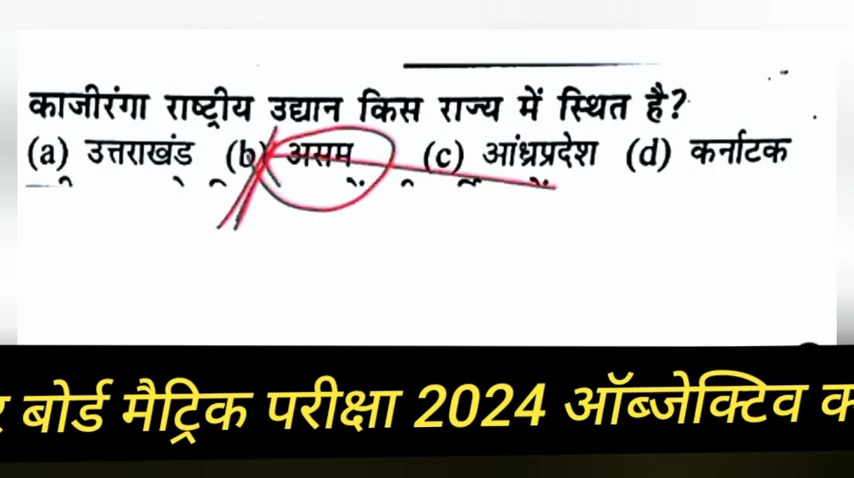 काजीरंगा राष्ट्रीय उद्यान किस राज्य में स्थित है?
(a) उत्तराखंड (b) असम (c) आंध्रप्रदेश (d) कर्नाटक
बोर्ड मैट्रिक परीक्षा 2024 ऑब्जेक्टिव